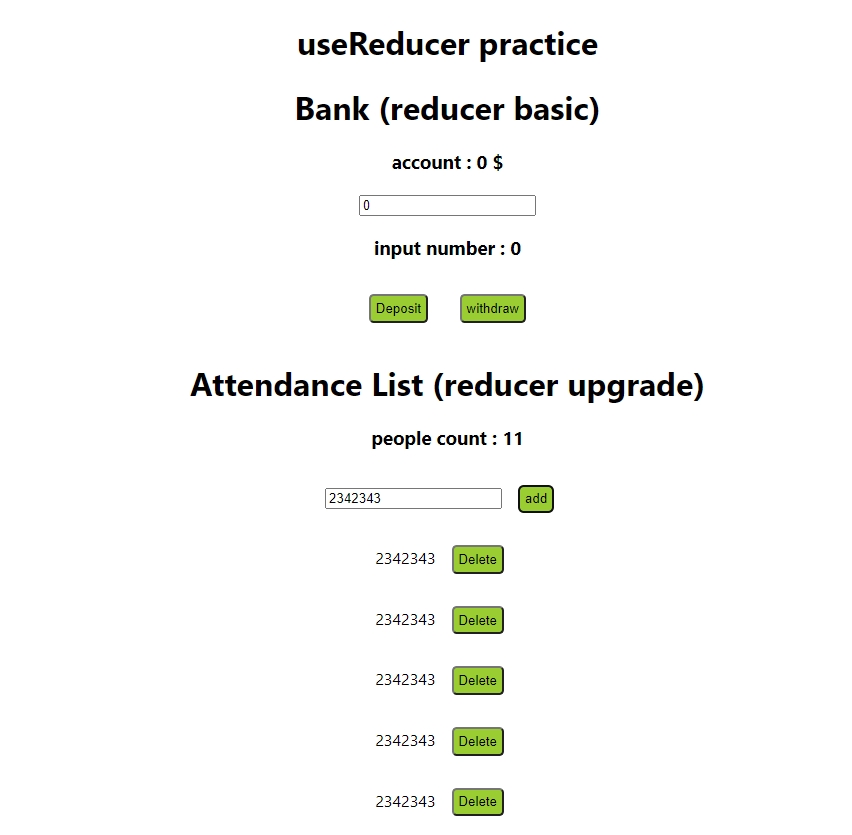 useReducer practice
Bank (reducer basic)
account : 0 $
0
input number : 0
Deposit withdraw
Attendance List (reducer upgrade)
people count : 11
2342343 add
2342343 Delete
2342343 Delete
2342343 Delete
2342343 Delete
2342343 Delete